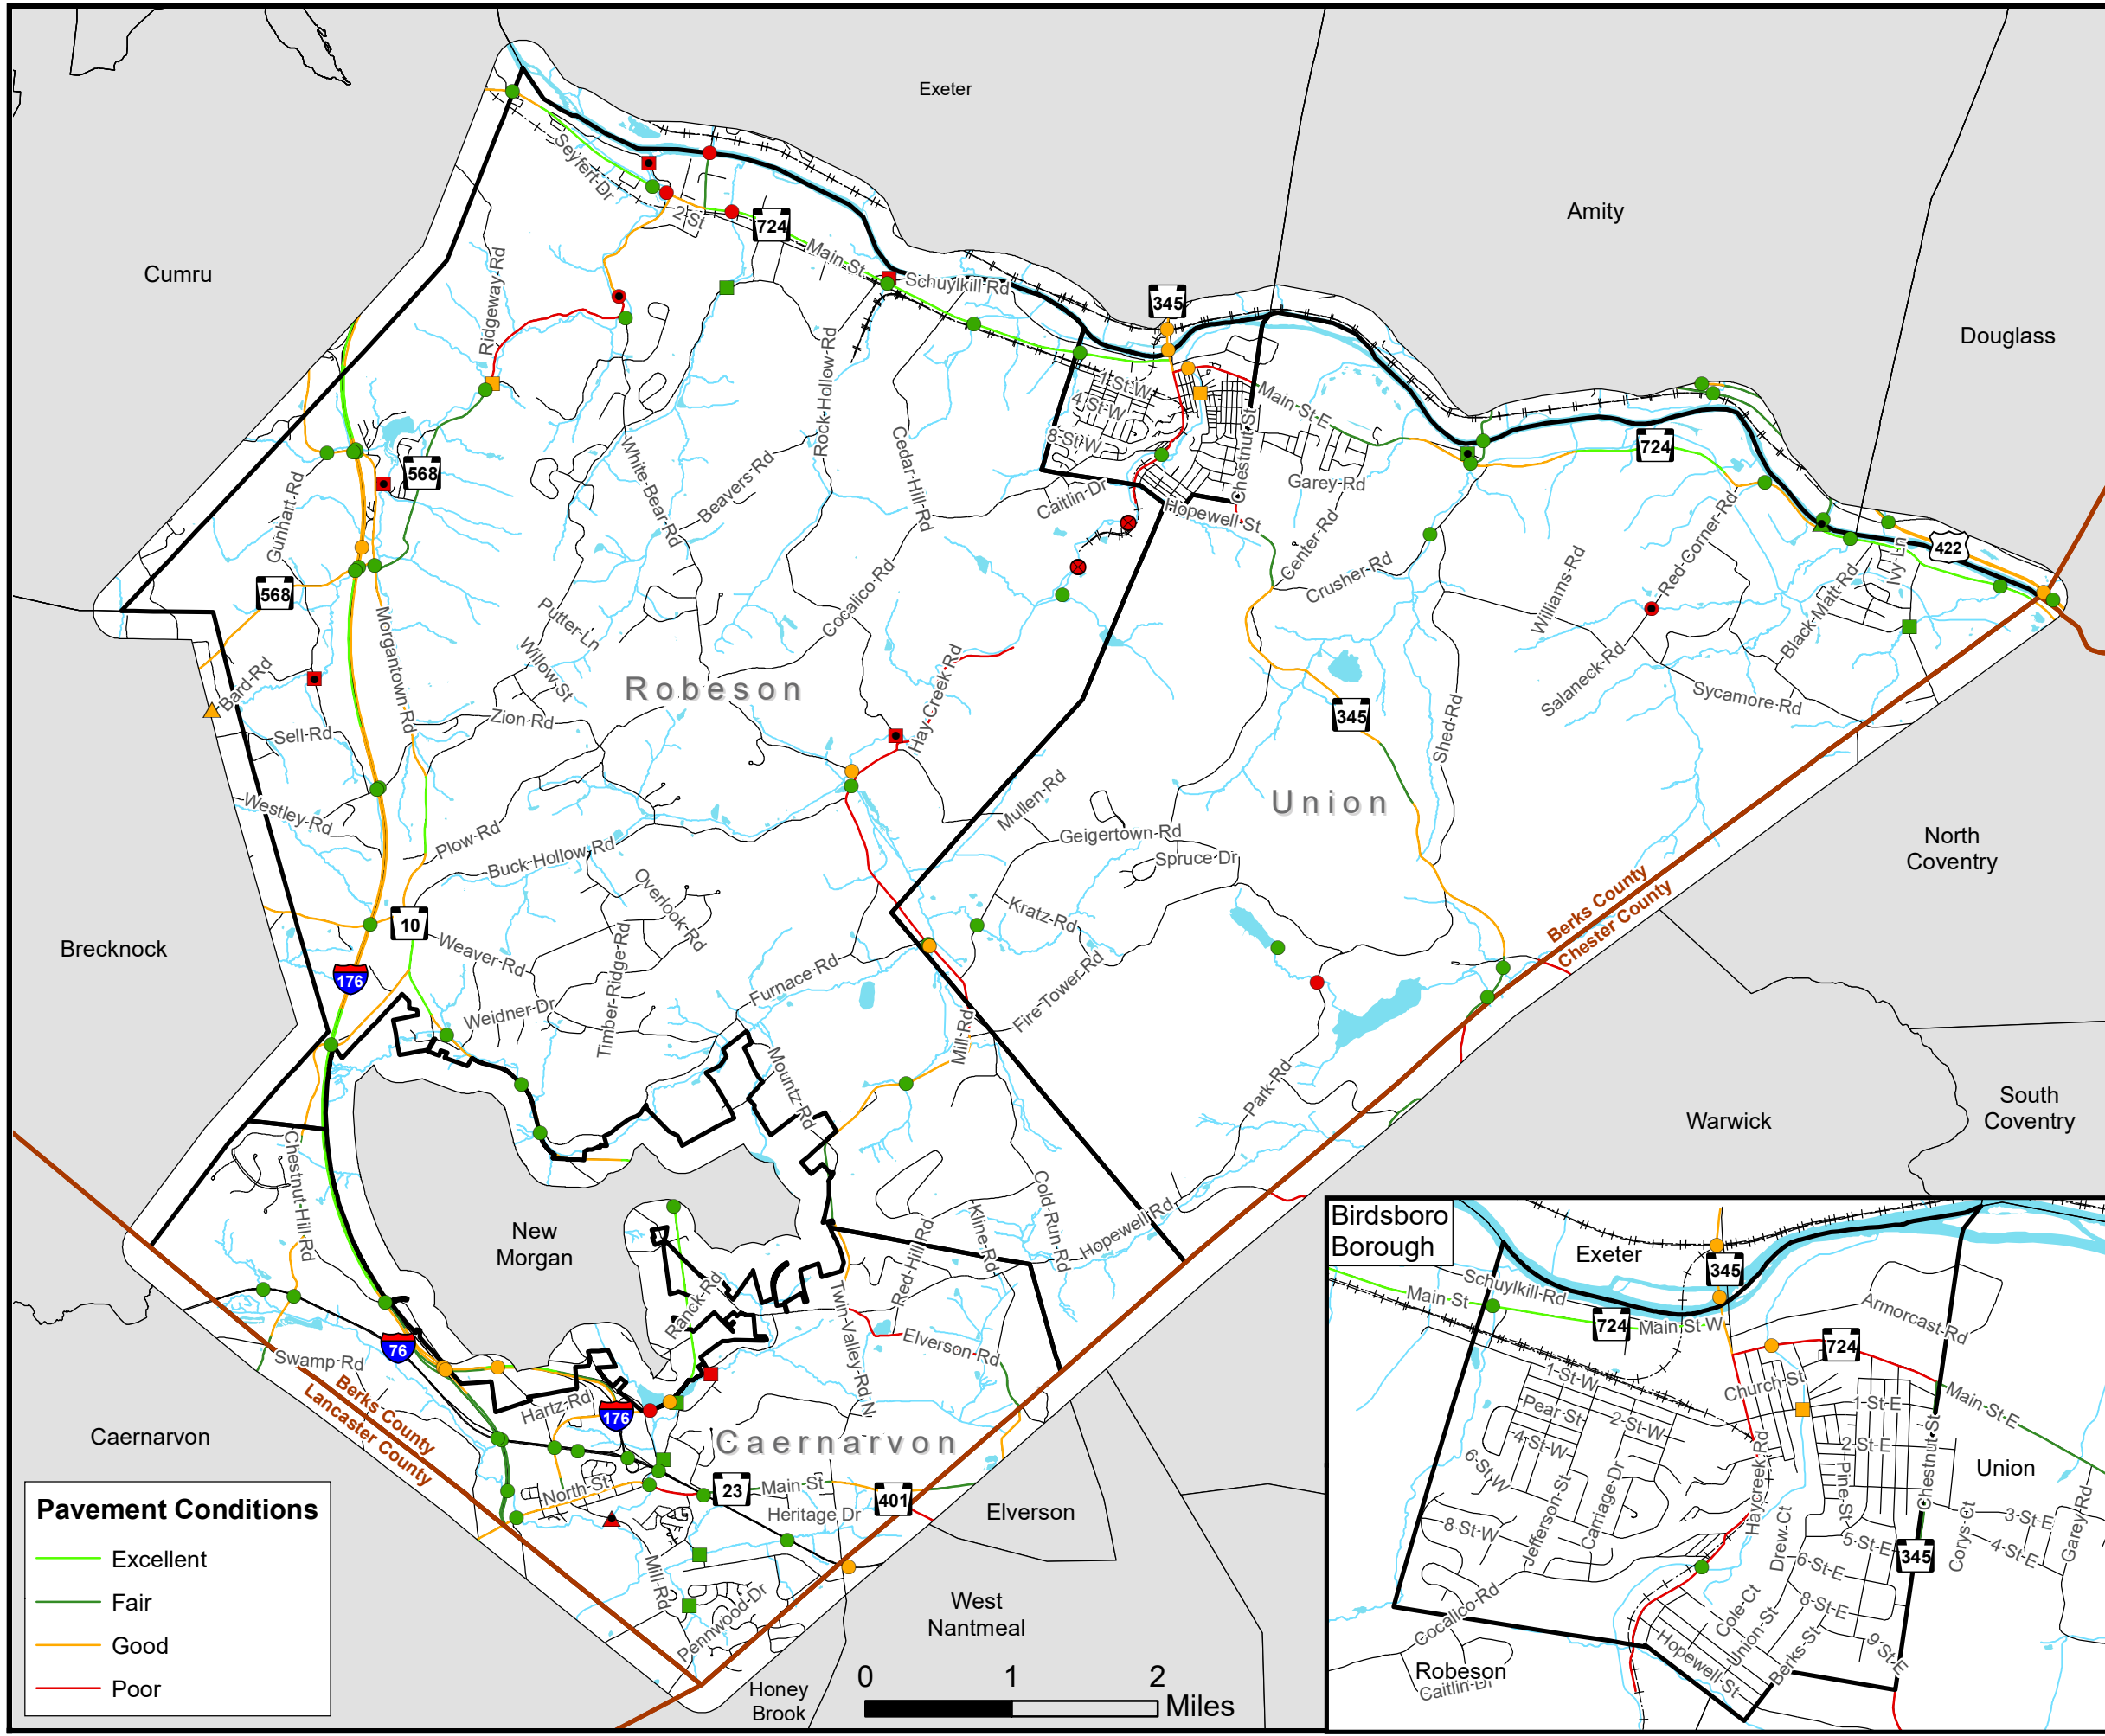 Exeter
Amity
Cumru
Douglass
Seyfert-Dr
2-St
724
Main-St
Schuylkill Rd
345
Ridgeway-Rd
Rock-Hollow-Rd
1-St-W
4-St-W
8-St-W
Main-St-E
Chestnut-St
724
568
Gunhart-Rd
White-Bear-Rd
Beavers-Rd
Cedar-Hill-Rd
Caitlin-Dr
Hopewell-St
Garey-Rd
Center-Rd
Crusher-Rd
Williams-Rd
Red-Corner-Rd
Ivy-Ln
422
568
Morgantown-Rd
Putter-Ln
Willow-St
Cocalico-Rd
Hay-Creek-Rd
Black-Matt-Rd
Salaneck-Rd
Sycamore-Rd
Bard-Rd
Robeson
345
Shed-Rd
Sell-Rd
Zion-Rd
Westley-Rd
Plow-Rd
Buck-Hollow-Rd
Mullen-Rd
Union
Geigertown-Rd
Spruce-Dr
North
Coventry
Brecknock
10
Overlook-Rd
Weaver-Rd
Timber-Ridge-Rd
Kratz-Rd
Berks County
Chester County
176
Weidner-Dr
Furnace-Rd
Fire-Tower-Rd
Mill-Rd
Mountz-Rd
Park-Rd
South
Coventry
Warwick
Chestnut-Hill-Rd
New
Morgan
Ranck-Rd
Red-Hill-Rd
Kline-Rd
Cold-Run-Rd
Hopewell-Rd
Twin-Valley-Rd-N
Elverson-Rd
76
Swamp-Rd
Berks County
Lancaster County
Hartz-Rd
176
Caernarvon
Caernarvon
North-St
23
Main-St
401
Heritage Dr
Elverson
Mill-Rd
Pennwood-Dr
West
Nantmeal
Honey
Brook
0 1 2
Miles
Pavement Conditions
Excellent
Fair
Good
Poor
Birdsboro
Borough
Exeter
345
Schuylkill-Rd
Main-St
724
Main-St W
Armorcast-Rd
724
1-St-W
Church-St
Pear-St
2-St-W
1-St-E
Main-St-E
4-St-W
6-St-W
2-St-E
Chestnut-St
Union
Haycreek-Rd
Pine-St
Jefferson-St
Carriage-Dr
8-St-W
Drew-Ct
5-St-E
345
Corys-Ct
3-St-E
4-St-E
Garey-Rd
6-St-E
Cocalico-Rd
Cole-Ct
Union-St
8-St-E
Berks-St
9-St-E
Hopewell-St
Robeson
Caitlin-Dr